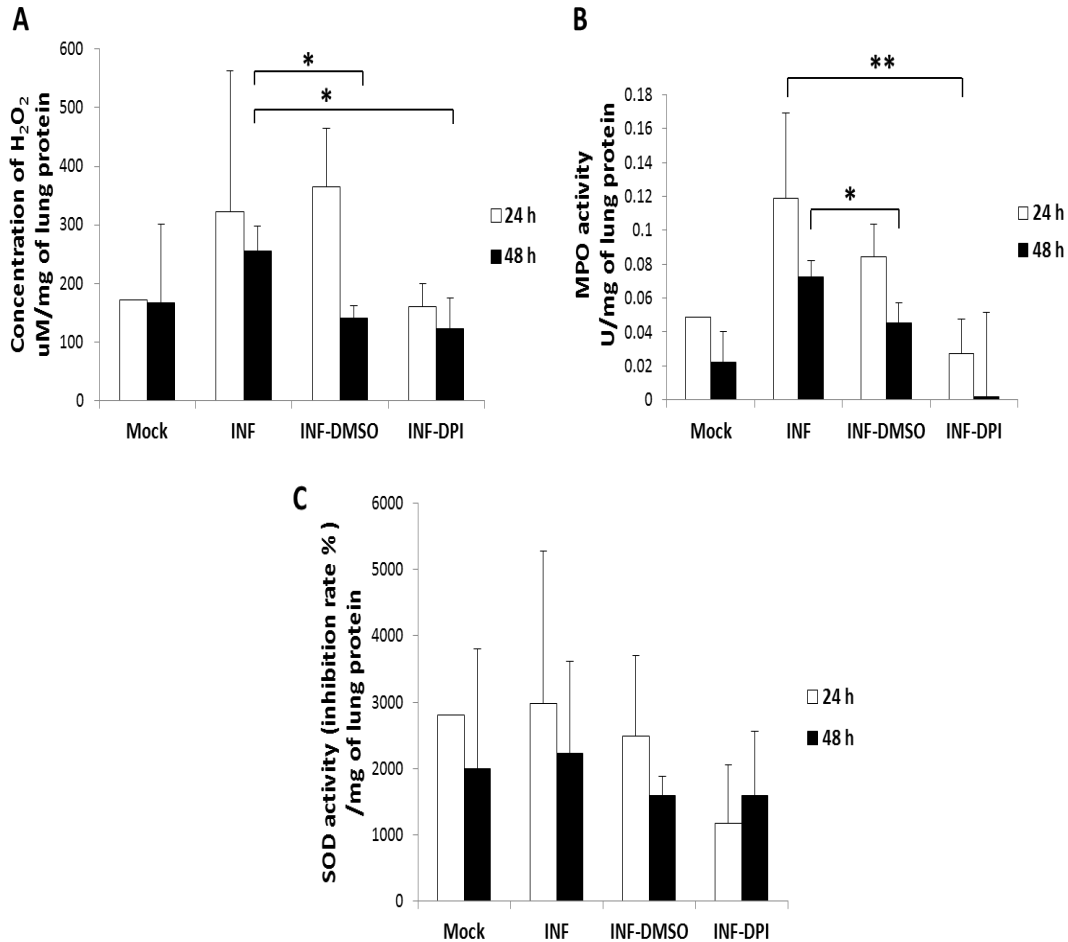 A
Concentration of H₂O₂
uM/mg of lung protein
600
500
400
300
200
100
0
*
*
Mock INF INF-DMSO INF-DPI
24 h
48 h
B
MPO activity
U/mg of lung protein
0.18
0.16
0.14
0.12
0.1
0.08
0.06
0.04
0.02
0
**
*
Mock INF INF-DMSO INF-DPI
24 h
48 h
C
SOD activity (inhibition rate %)
/mg of lung protein
6000
5000
4000
3000
2000
1000
0
Mock INF INF-DMSO INF-DPI
24 h
48 h